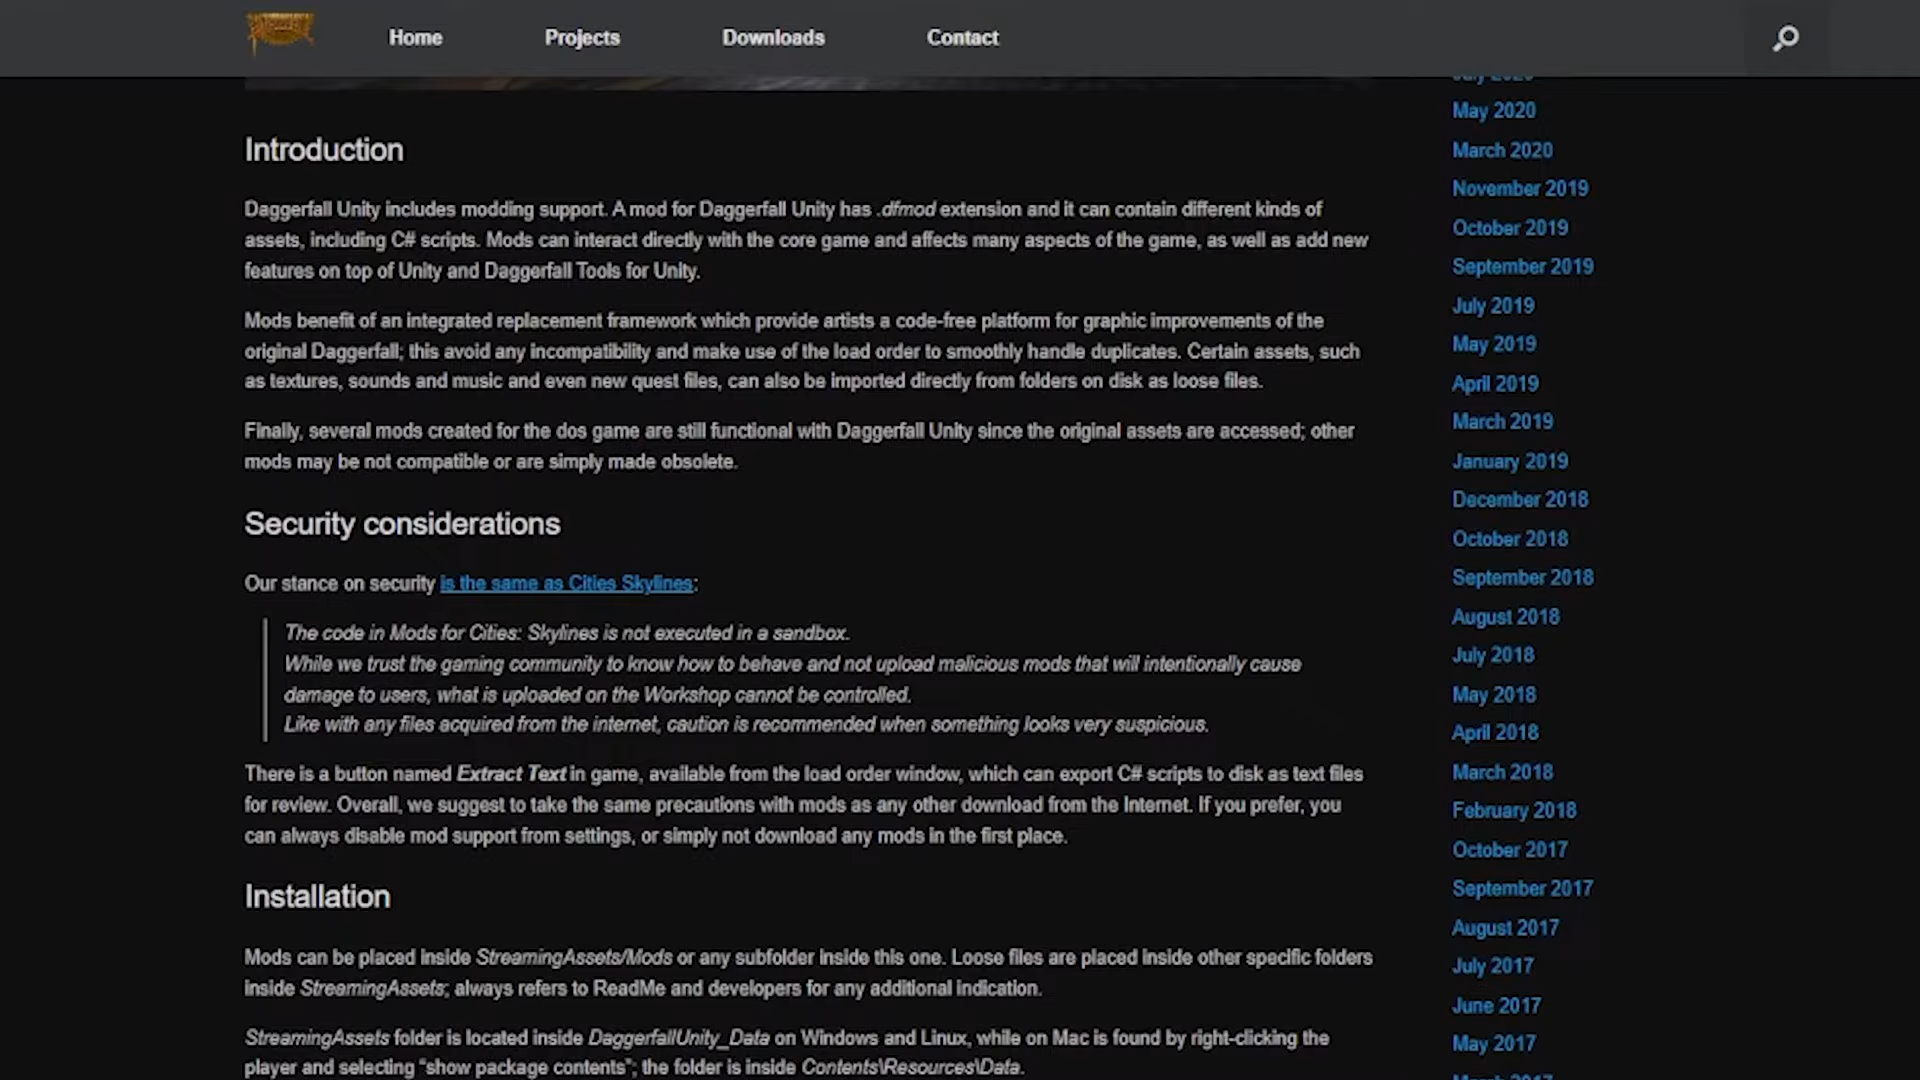 Home
Projects
Downloads
Contact
Introduction
Daggerfall Unity includes modding support. A mod for Daggerfall Unity has .dfmod extension and it can contain different kinds of
assets, including C# scripts. Mods can interact directly with the core game and affects many aspects of the game, as well as add new
features on top of Unity and Daggerfall Tools for Unity.
Mods benefit of an integrated replacement framework which provide artists a code-free platform for graphic improvements of the
original Daggerfall; this avoid any incompatibility and make use of the load order to smoothly handle duplicates. Certain assets, such
as textures, sounds and music and even new quest files, can also be imported directly from folders on disk as loose files.
Finally, several mods created for the dos game are still functional with Daggerfall Unity since the original assets are accessed; other
mods may be not compatible or are simply made obsolete.
Security considerations
Our stance on security is the same as Cities Skylines:
The code in Mods for Cities: Skylines is not executed in a sandbox.
While we trust the gaming community to know how to behave and not upload malicious mods that will intentionally cause
damage to users, what is uploaded on the Workshop cannot be controlled.
Like with any files acquired from the internet, caution is recommended when something looks very suspicious.
There is a button named Extract Text in game, available from the load order window, which can export C# scripts to disk as text files
for review. Overall, we suggest to take the same precautions with mods as any other download from the Internet. If you prefer, you
can always disable mod support from settings, or simply not download any mods in the first place.
Installation
Mods can be placed inside StreamingAssets/Mods or any subfolder inside this one. Loose files are placed inside other specific folders
inside StreamingAssets; always refers to ReadMe and developers for any additional indication.
StreamingAssets folder is located inside DaggerfallUnity_Data on Windows and Linux, while on Mac is found by right-clicking the
player and selecting “show package contents”; the folder is inside Contents\Resources\Data.
July 2020
May 2020
March 2020
November 2019
October 2019
September 2019
July 2019
May 2019
April 2019
March 2019
January 2019
December 2018
October 2018
September 2018
August 2018
July 2018
May 2018
April 2018
March 2018
February 2018
October 2017
September 2017
August 2017
July 2017
June 2017
May 2017
March 2017